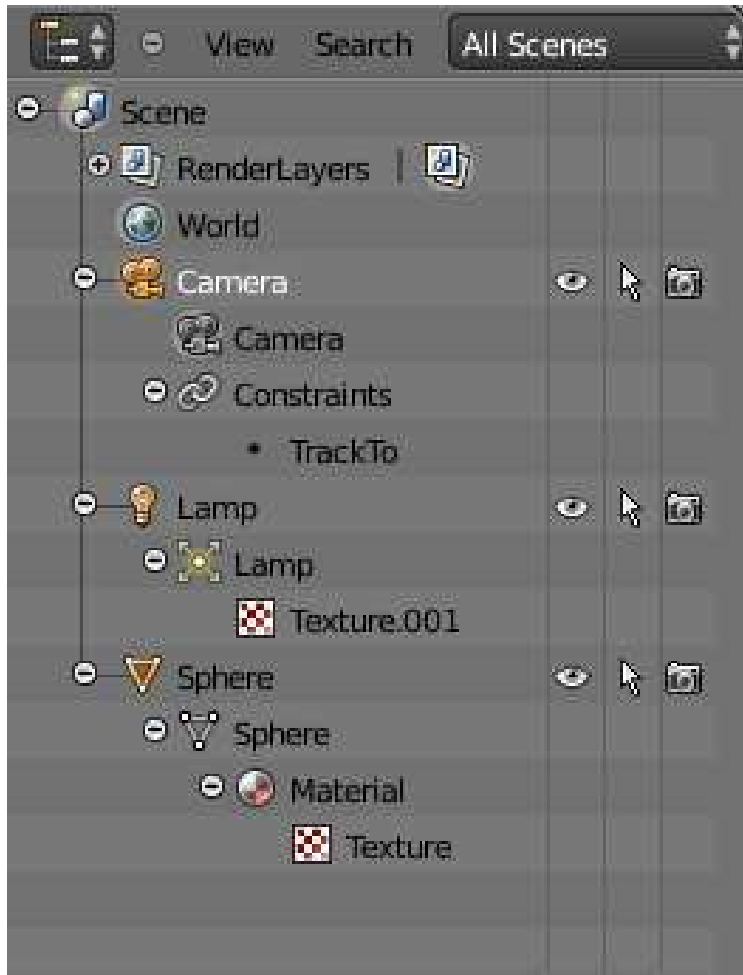 View Search All Scenes
Scene
RenderLayers |
World
Camera
Camera
Constraints
TrackTo
Lamp
Lamp
Texture.001
Sphere
Sphere
Material
Texture